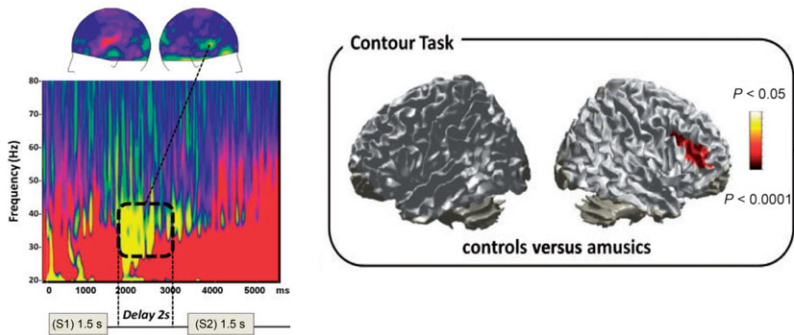 80
70
60
50
40
30
20
Frequency (Hz)
0 1000 2000 3000 4000 5000 ms
(S1) 1.5 s
Delay 2s
(S2) 1.5 s
Contour Task
P < 0.05
P < 0.0001
controls versus amusics